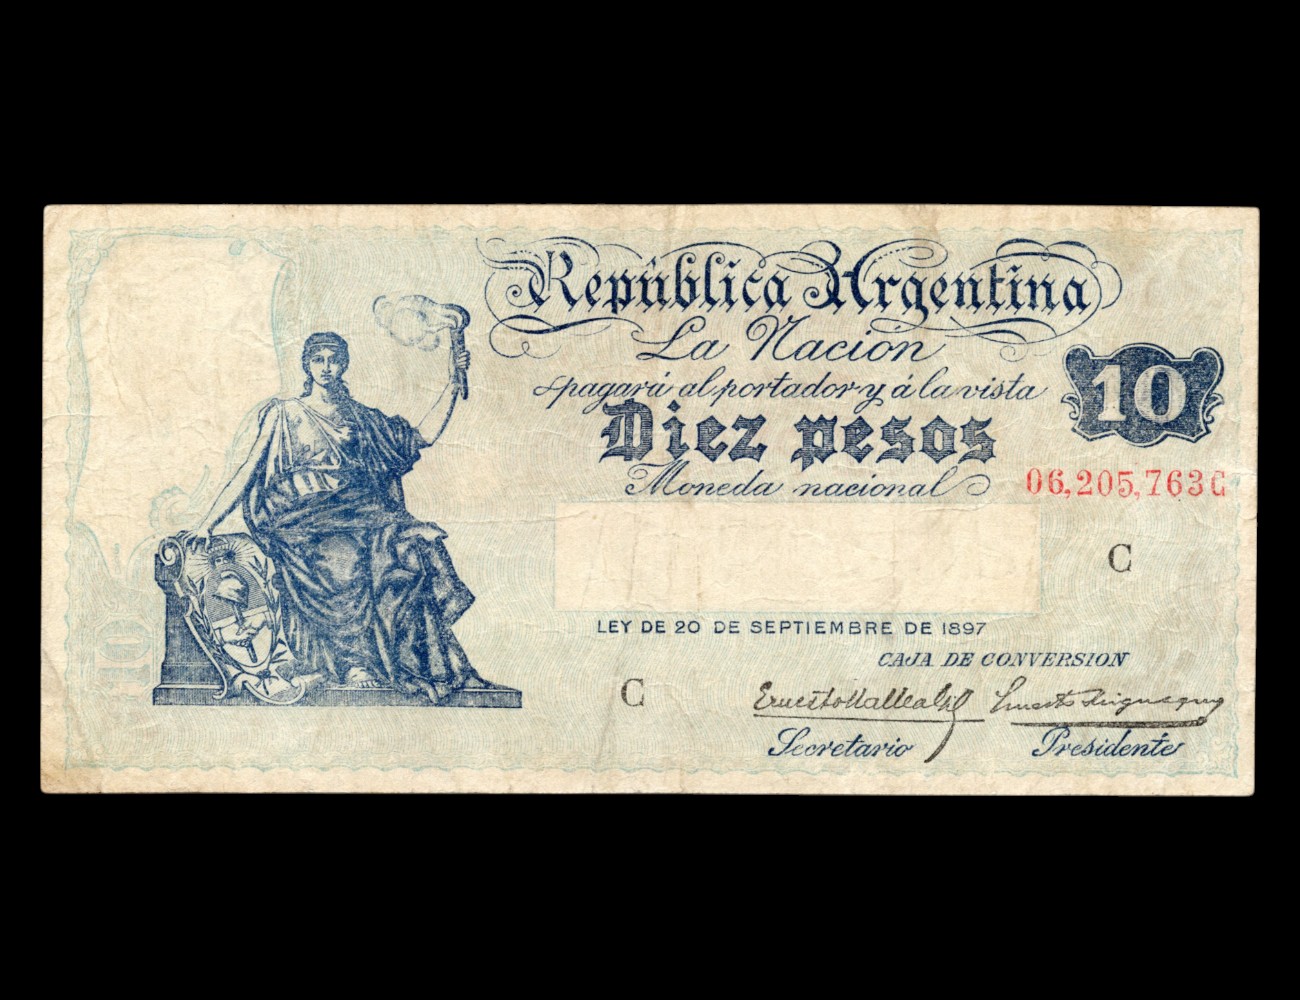 República Argentina
La Nación
pagará al portador y á la vista
Diez pesos
Moneda nacional
10
06,205,763C
C
LEY DE 20 DE SEPTIEMBRE DE 1897
CAJA DE CONVERSION
C
Secretario
Presidente
10